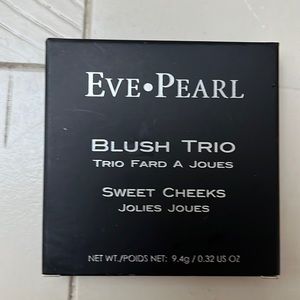 EVE•PEARL
BLUSH TRIO
TRIO FARD A JOUES
SWEET CHEEKS
JOLIES JOUES
NET WT./POIDS NET: 9.4g / 0.32 US OZ